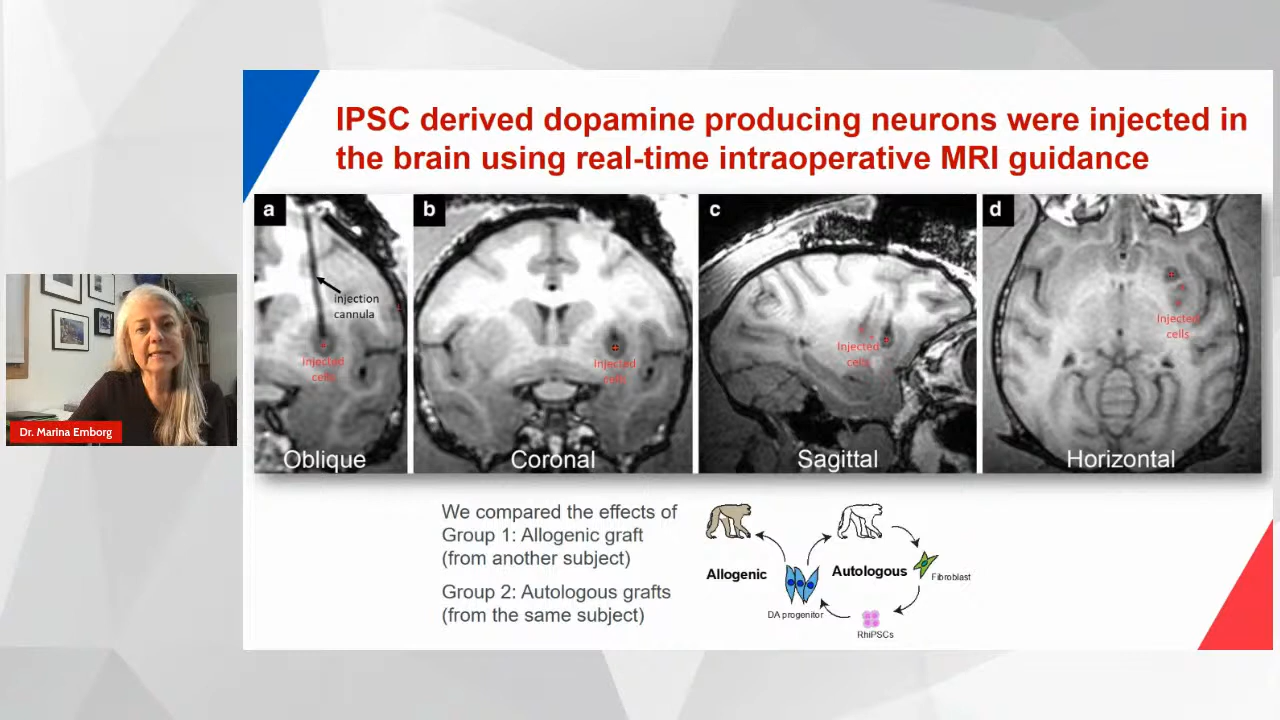 IPSC derived dopamine producing neurons were injected in
the brain using real-time intraoperative MRI guidance
a
injection
cannula
Injected
cells
Oblique
b
Injected
cells
Coronal
c
Injected
cells
Sagittal
d
Injected
cells
Horizontal
Dr. Marina Emborg
We compared the effects of
Group 1: Allogenic graft
(from another subject)
Group 2: Autologous grafts
(from the same subject)
Allogenic
Autologous
Fibroblast
DA progenitor
RhiPSCs